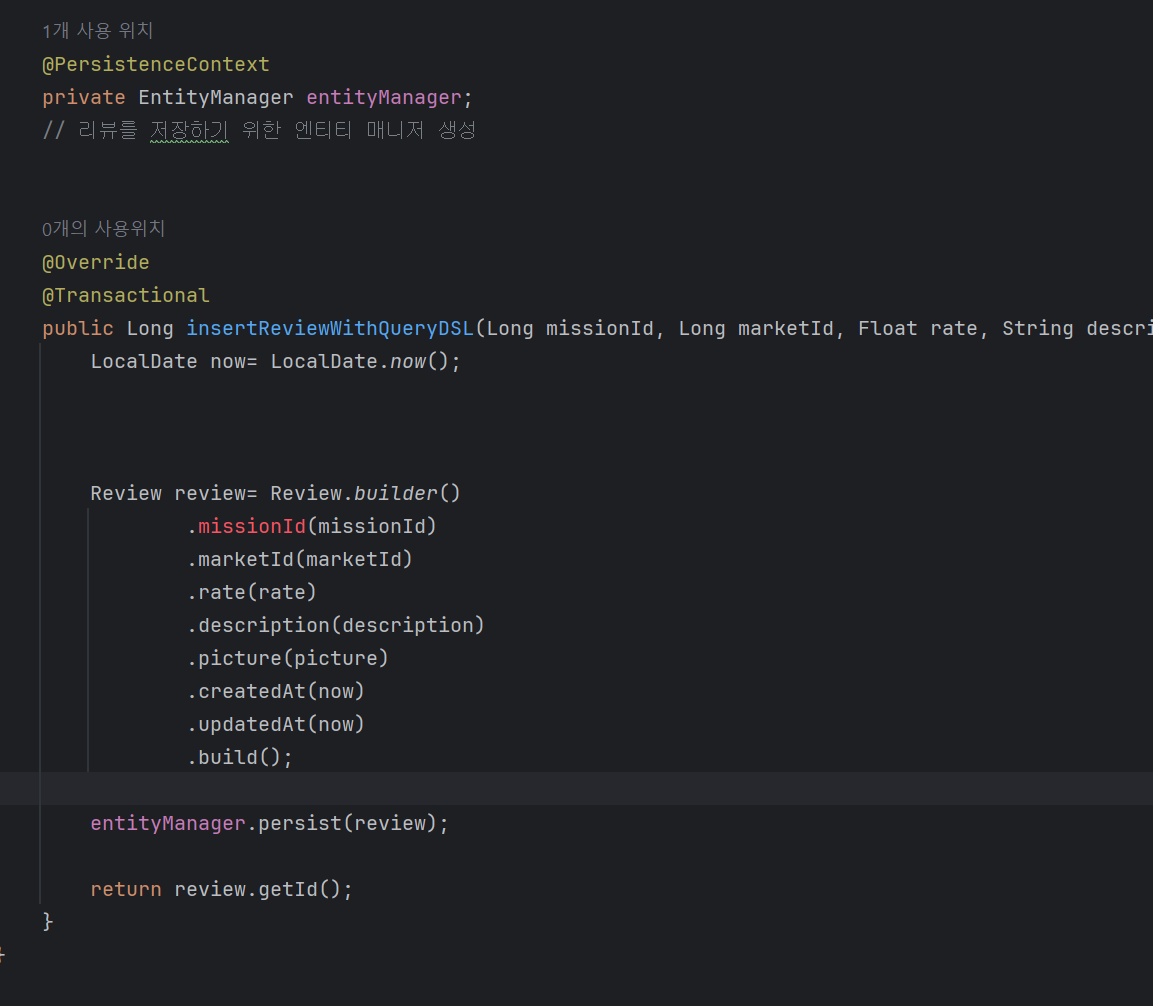 1개 사용 위치
@PersistenceContext
private EntityManager entityManager;
// 리뷰를 저장하기 위한 엔티티 매니저 생성
0개의 사용위치
@Override
@Transactional
public Long insertReviewWithQueryDSL(Long missionId, Long marketId, Float rate, String descri
LocalDate now= LocalDate.now();
Review review= Review.builder()
.missionId(missionId)
.marketId(marketId)
.rate(rate)
.description(description)
.picture(picture)
.createdAt(now)
.updatedAt(now)
.build();
entityManager.persist(review);
return review.getId();
}
}